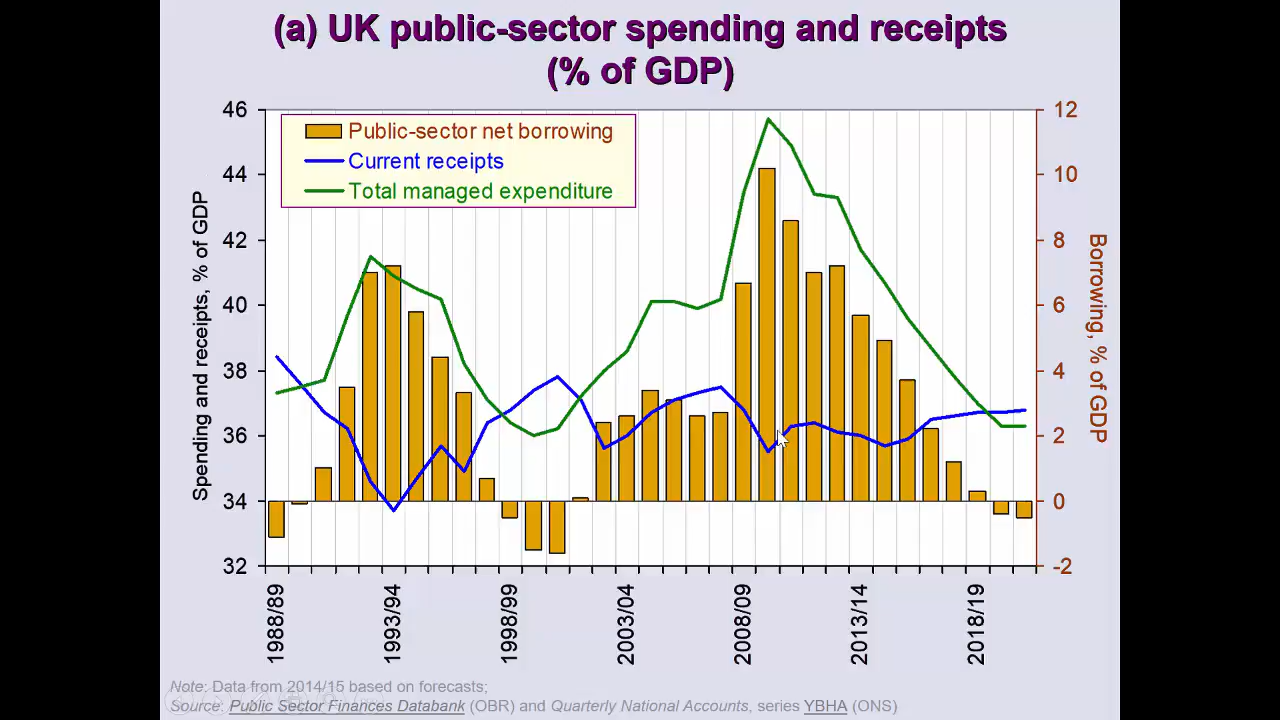 (a) UK public-sector spending and receipts
(% of GDP)
46
44
42
40
38
36
34
32
Spending and receipts, % of GDP
Public-sector net borrowing
Current receipts
Total managed expenditure
12
10
8
6
4
2
0
-2
Borrowing, % of GDP
1988/89
1993/94
1998/99
2003/04
2008/09
2013/14
2018/19
Note: Data from 2014/15 based on forecasts;
Source: Public Sector Finances Databank (OBR) and Quarterly National Accounts, series YBHA (ONS)